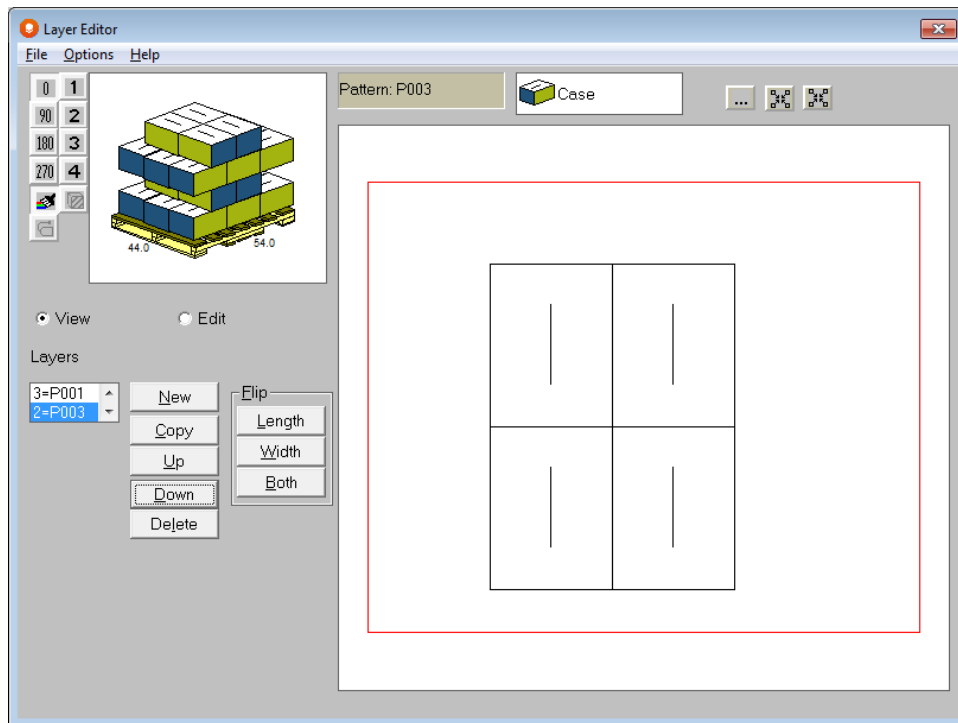 Layer Editor
File Options Help
0 1
90 2
180 3
270 4
44.0 54.0
Pattern: P003
Case
...
View Edit
Layers
3=P001
2=P003
New
Copy
Up
Down
Delete
Flip
Length
Width
Both